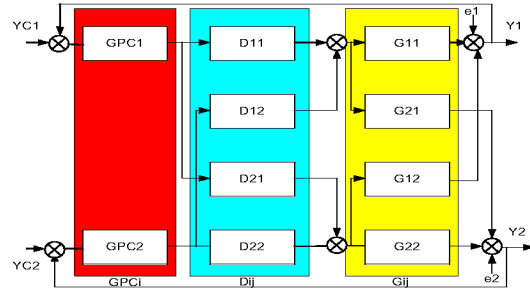 YC1 e1 Y1
GPC1 D11 G11
D12 G21
D21 G12
Y2
GPC2 D22 G22
YC2 e2
GPCi Dij Gij